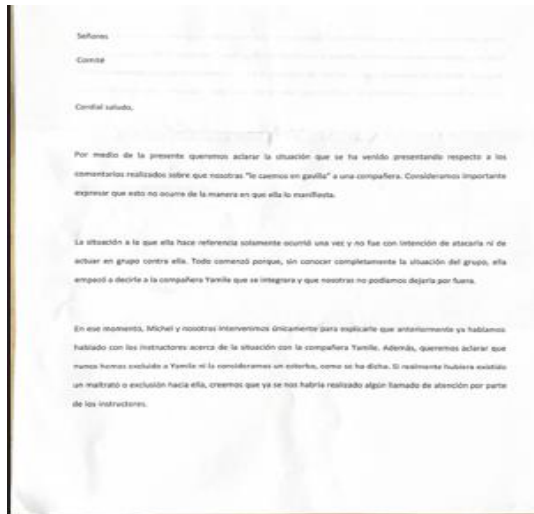 Señores
Comité
Cordial saludo,
Por medio de la presente queremos aclarar la situación que se ha venido presentando respecto a los
comentarios realizados sobre que nosotras "le caemos en gavilla" a una compañera. Consideramos importante
expresar que esto no ocurre de la manera en que ella lo manifiesta.
La situación a la que ella hace referencia solamente ocurrió una vez y no fue con intención de atacarla ni de
actuar en grupo contra ella. Todo comenzó porque, sin conocer completamente la situación del grupo, ella
empezó a decirle a la compañera Yamile que se integrara y que nosotras no podíamos dejarla por fuera.
En ese momento, Michel y nosotras intervenimos únicamente para explicarle que anteriormente ya habíamos
hablado con los instructores acerca de la situación con la compañera Yamile. Además, queremos aclarar que
nunca hemos excluido a Yamile ni la consideramos un estorbo, como se ha dicho. Si realmente hubiera existido
un maltrato o exclusión hacia ella, creemos que ya se nos habría realizado algún llamado de atención por parte
de los instructores.